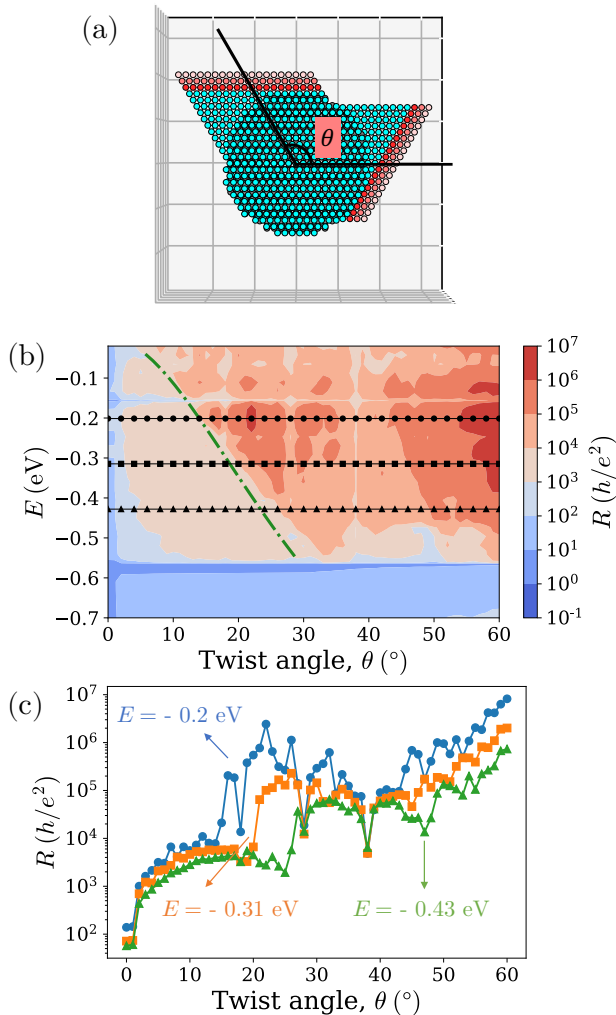 (a)
θ
(b)
E (eV)
−0.1
−0.2
−0.3
−0.4
−0.5
−0.6
−0.7
0 10 20 30 40 50 60
Twist angle, θ (°)
10^7
10^6
10^5
10^4
10^3
10^2
10^1
10^0
10^-1
R (h/e^2)
(c)
R (h/e^2)
10^7
10^6
10^5
10^4
10^3
10^2
E = - 0.2 eV
E = - 0.31 eV
E = - 0.43 eV
0 10 20 30 40 50 60
Twist angle, θ (°)